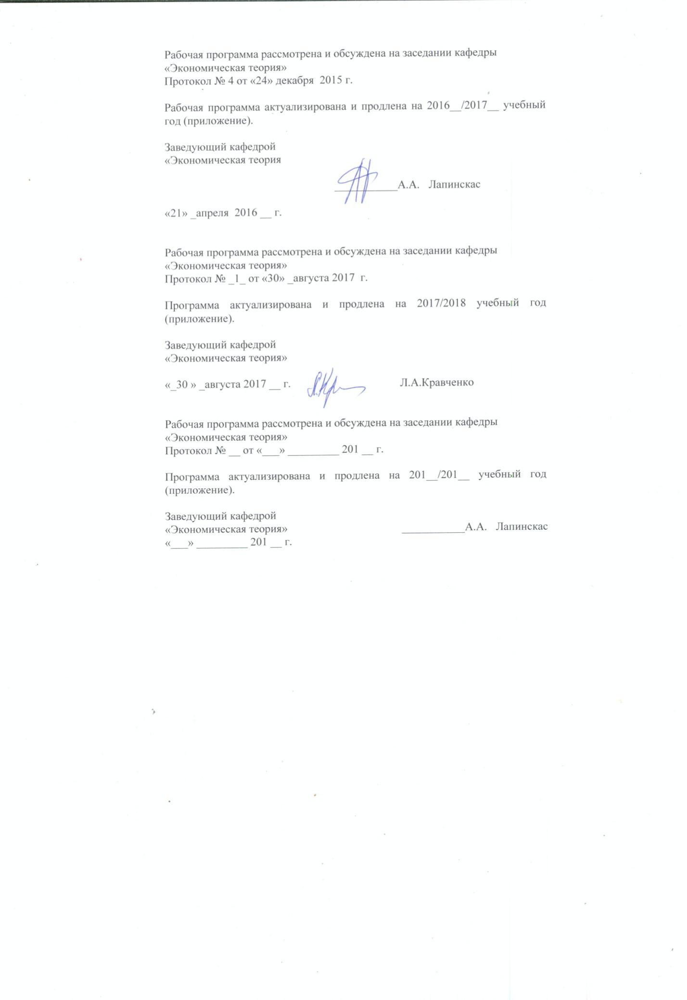 Рабочая программа рассмотрена и обсуждена на заседании кафедры
«Экономическая теория»
Протокол № 4 от «24» декабря 2015 г.
Рабочая программа актуализирована и продлена на 2016__/2017__ учебный
год (приложение).
Заведующий кафедрой
«Экономическая теория
___________А.А. Лапинскас
«21» _апреля 2016 __ г.
Рабочая программа рассмотрена и обсуждена на заседании кафедры
«Экономическая теория»
Протокол № _1_ от «30» _августа 2017 г.
Программа актуализирована и продлена на 2017/2018 учебный год
(приложение).
Заведующий кафедрой
«Экономическая теория»
«_30 » _августа 2017 __ г. Л.А.Кравченко
Рабочая программа рассмотрена и обсуждена на заседании кафедры
«Экономическая теория»
Протокол № __ от «___» _________ 201 __ г.
Программа актуализирована и продлена на 201__/201__ учебный год
(приложение).
Заведующий кафедрой
«Экономическая теория» ___________А.А. Лапинскас
«___» _________ 201 __ г.